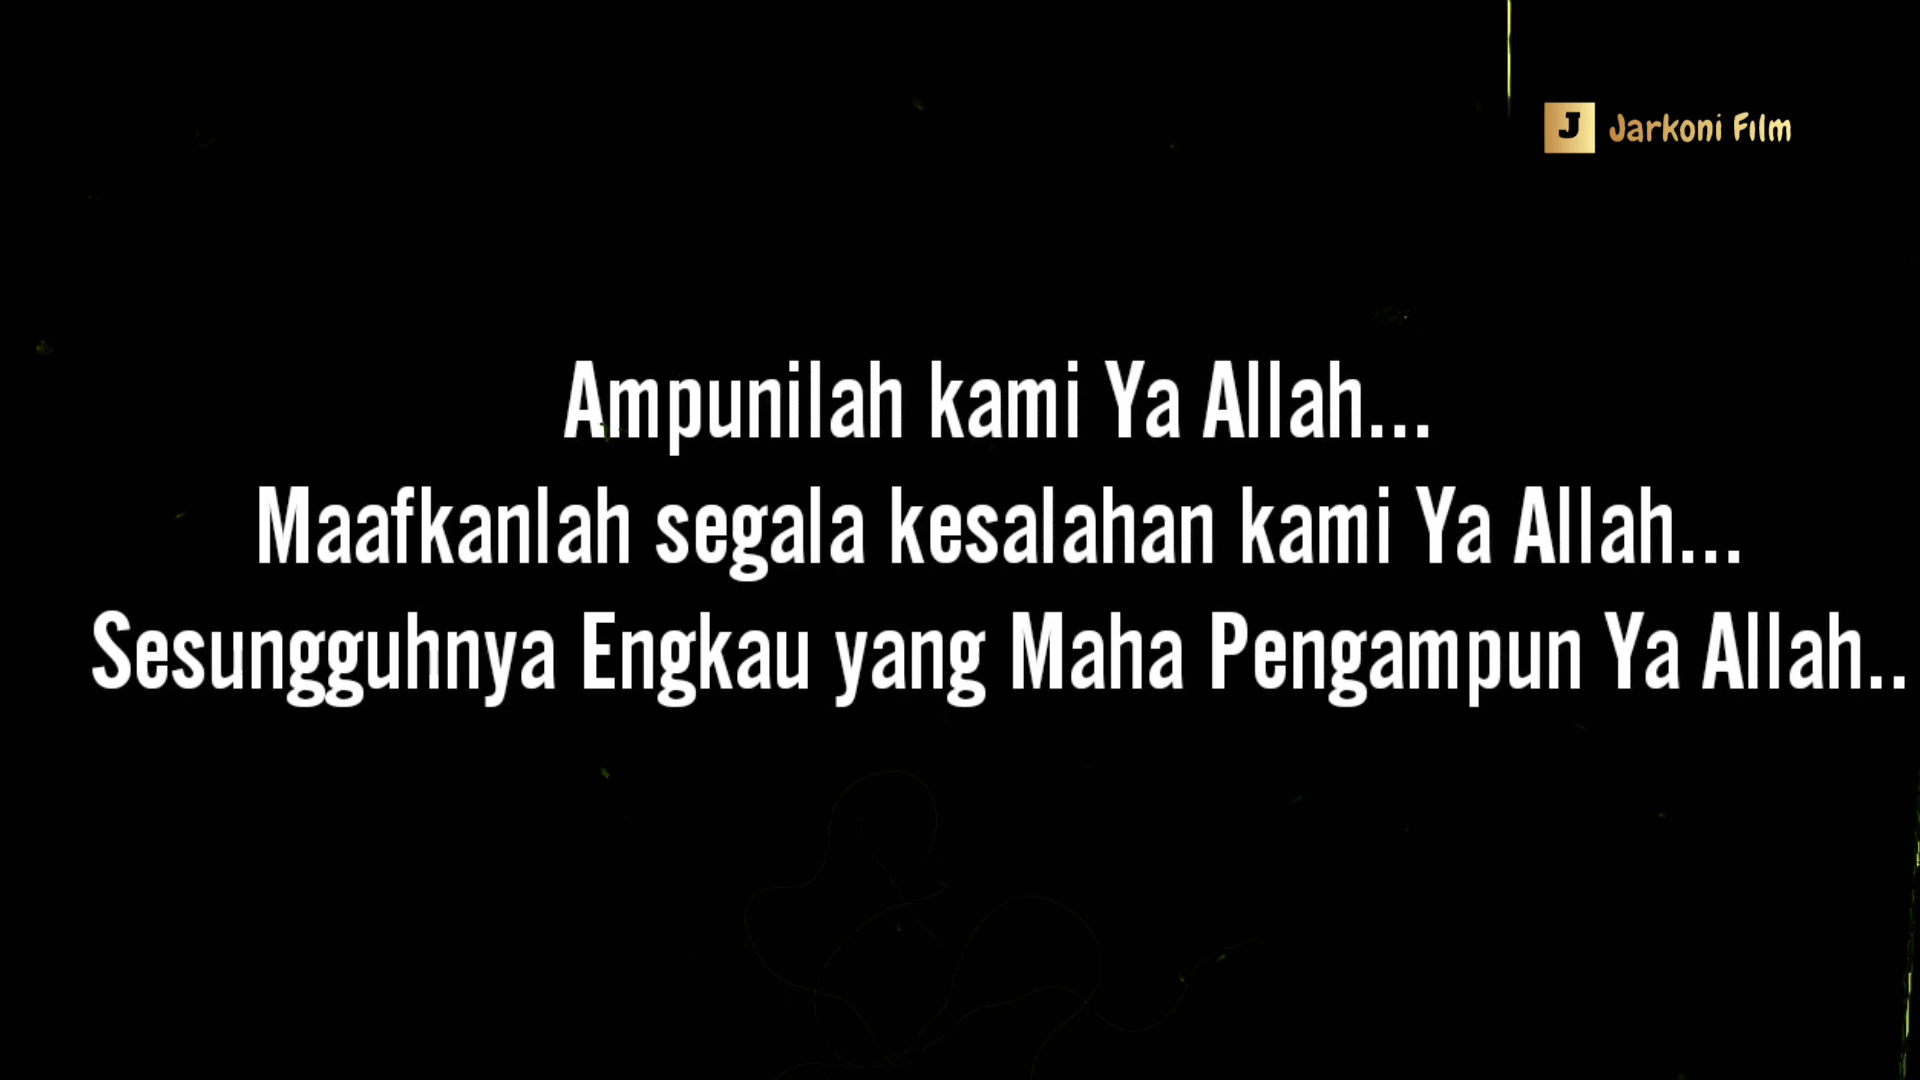 J Jarkoni Film
Ampunilah kami Ya Allah...
Maafkanlah segala kesalahan kami Ya Allah...
Sesungguhnya Engkau yang Maha Pengampun Ya Allah..